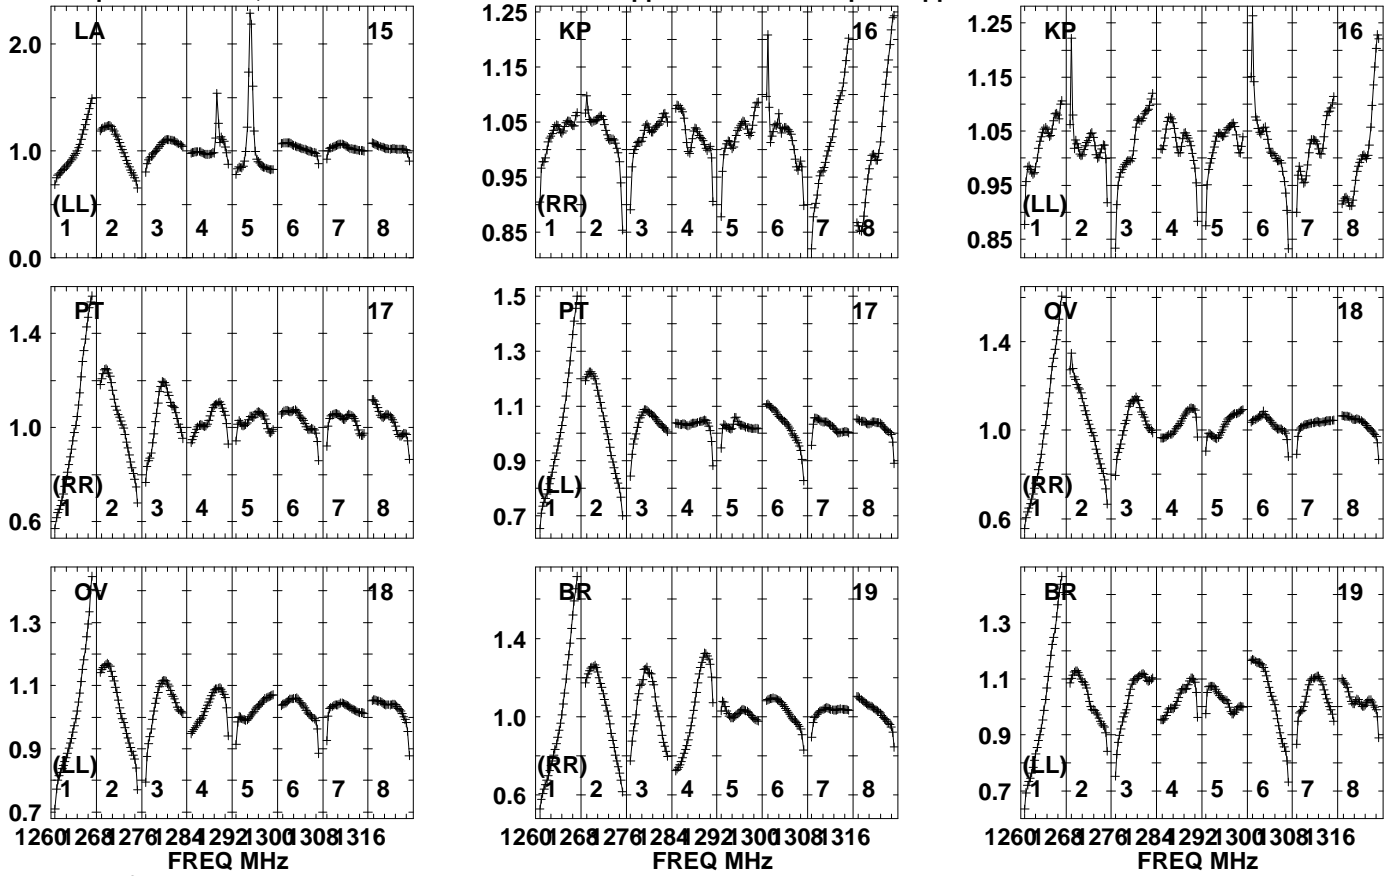 LA 15
2.0
1.0
0.0
(LL)
1 2 3 4 5 6 7 8
KP 16
1.25
1.15
1.05
0.95
0.85
(RR)
1 2 3 4 5 6 7 8
KP 16
1.25
1.15
1.05
0.95
0.85
(LL)
1 2 3 4 5 6 7 8
PT 17
1.4
1.0
0.6
(RR)
1 2 3 4 5 6 7 8
PT 17
1.5
1.3
1.1
0.9
0.7
(LL)
1 2 3 4 5 6 7 8
OV 18
1.4
1.0
0.6
(RR)
1 2 3 4 5 6 7 8
OV 18
1.3
1.1
0.9
0.7
(LL)
1 2 3 4 5 6 7 8
1260 1268 1276 1284 1292 1300 1308 1316
FREQ MHz
BR 19
1.4
1.0
0.6
(RR)
1 2 3 4 5 6 7 8
1260 1268 1276 1284 1292 1300 1308 1316
FREQ MHz
BR 19
1.3
1.1
0.9
0.7
(LL)
1 2 3 4 5 6 7 8
1260 1268 1276 1284 1292 1300 1308 1316
FREQ MHz